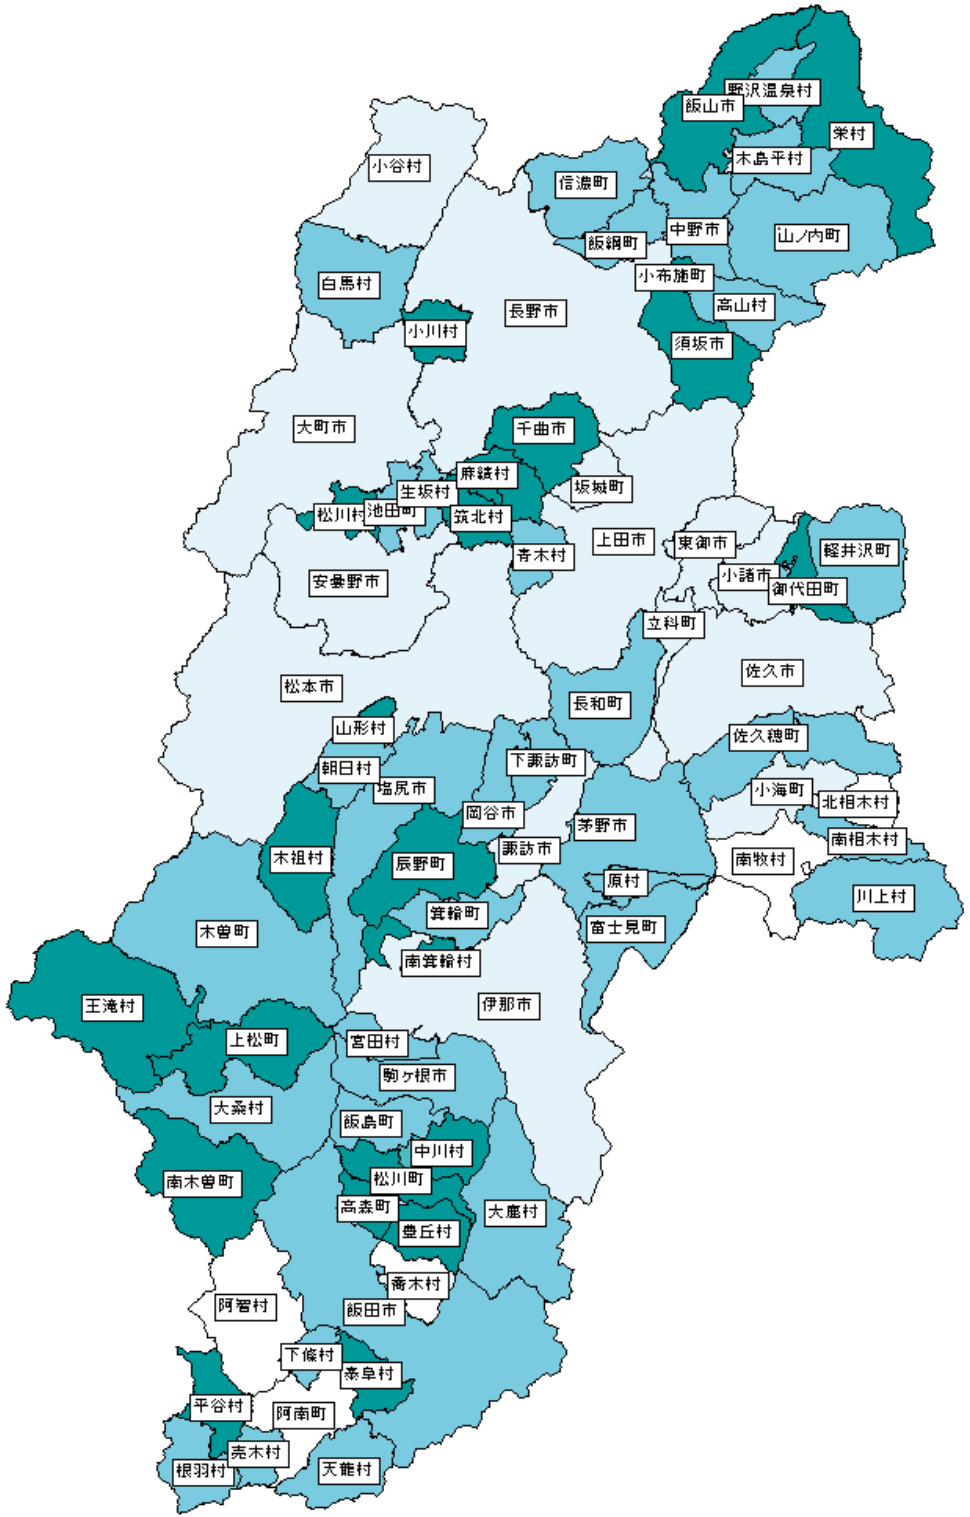 野沢温泉村
飯山市
栄村
木島平村
小谷村
信濃町
中野市
山ノ内町
飯綱町
小布施町
白馬村
高山村
長野市
小川村
須坂市
大町市
千曲市
麻績村
坂城町
生坂村
松川村
池田町
筑北村
上田市
東御市
青木村
軽井沢町
小諸市
安曇野市
御代田町
立科町
佐久市
松本市
長和町
山形村
佐久穂町
下諏訪町
朝日村
塩尻市
小海町
北相木村
岡谷市
茅野市
南相木村
諏訪市
木祖村
辰野町
南牧村
原村
川上村
箕輪町
木曽町
富士見町
南箕輪村
王滝村
伊那市
上松町
宮田村
駒ヶ根市
大桑村
飯島町
中川村
南木曽町
松川町
高森町
大鹿村
豊丘村
喬木村
阿智村
飯田市
下條村
泰阜村
平谷村
阿南町
売木村
根羽村
天龍村